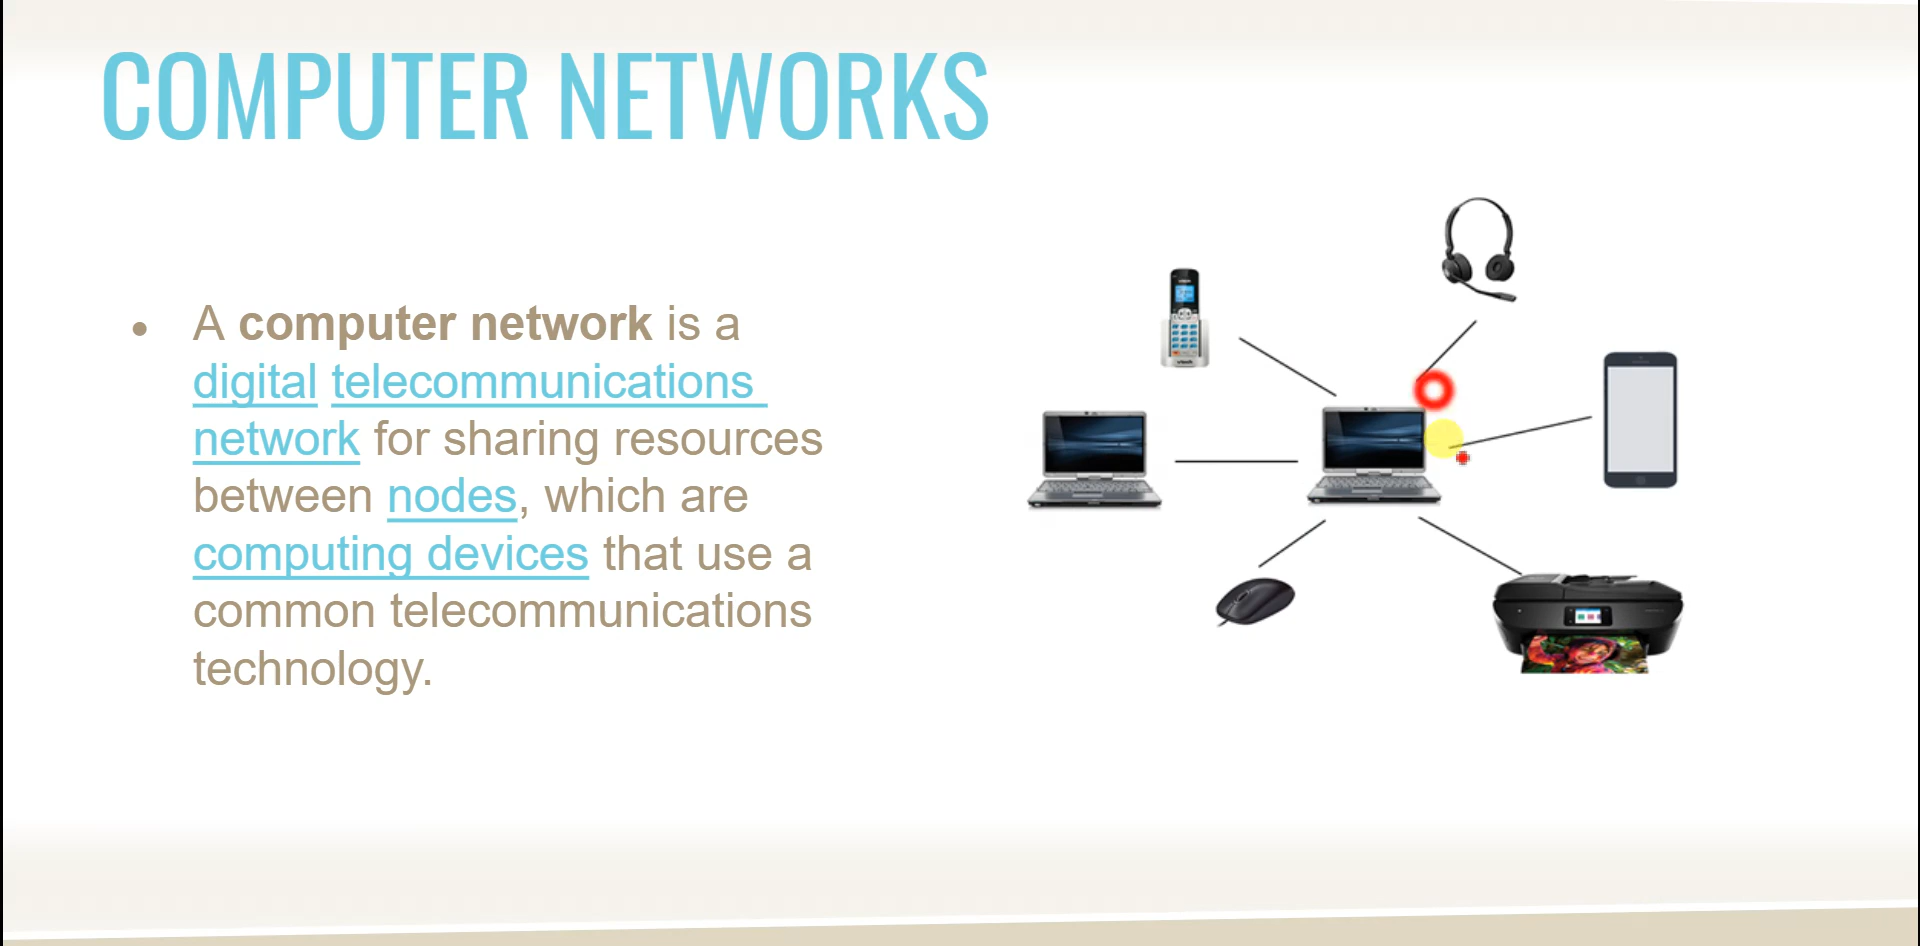 COMPUTER NETWORKS
• A computer network is a
digital telecommunications
network for sharing resources
between nodes, which are
computing devices that use a
common telecommunications
technology.